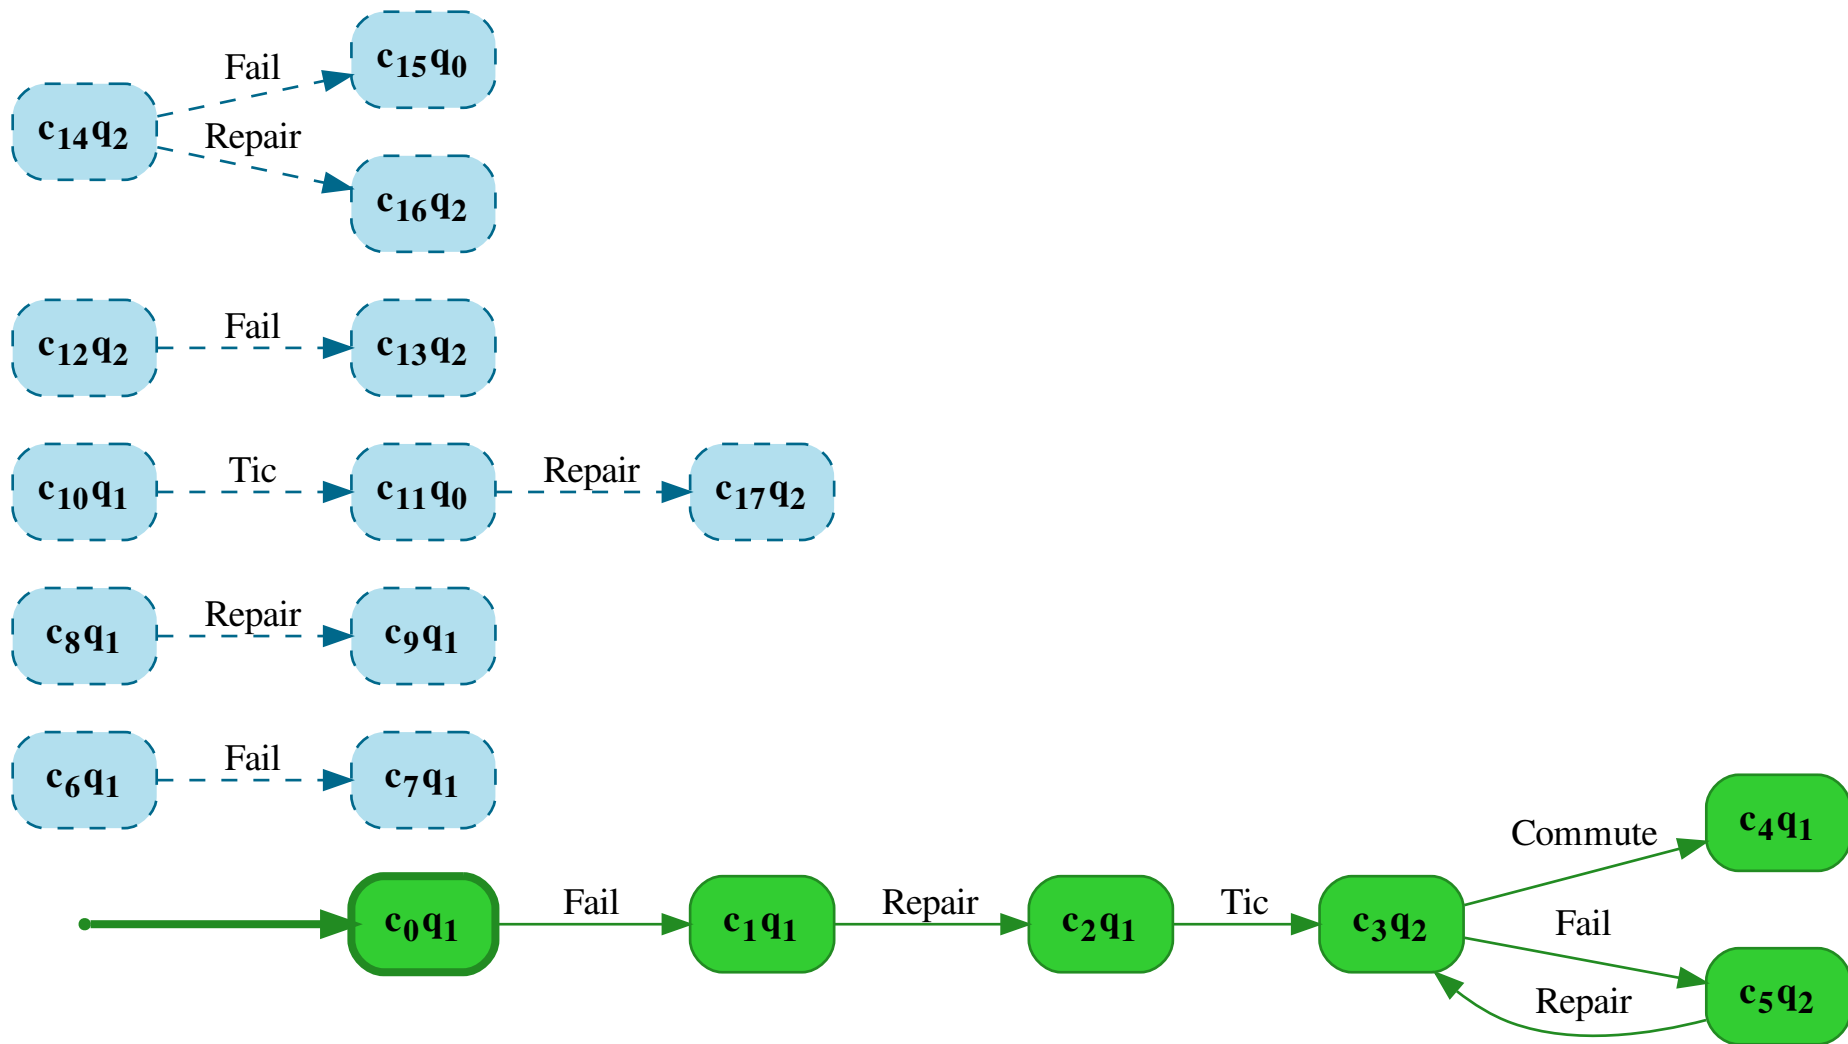 c15q0
Fail
c14q2
Repair
c16q2
c12q2 Fail c13q2
c10q1 Tic c11q0 Repair c17q2
c8q1 Repair c9q1
c6q1 Fail c7q1
c4q1
Commute
c0q1 Fail c1q1 Repair c2q1 Tic c3q2 Fail
Repair c5q2